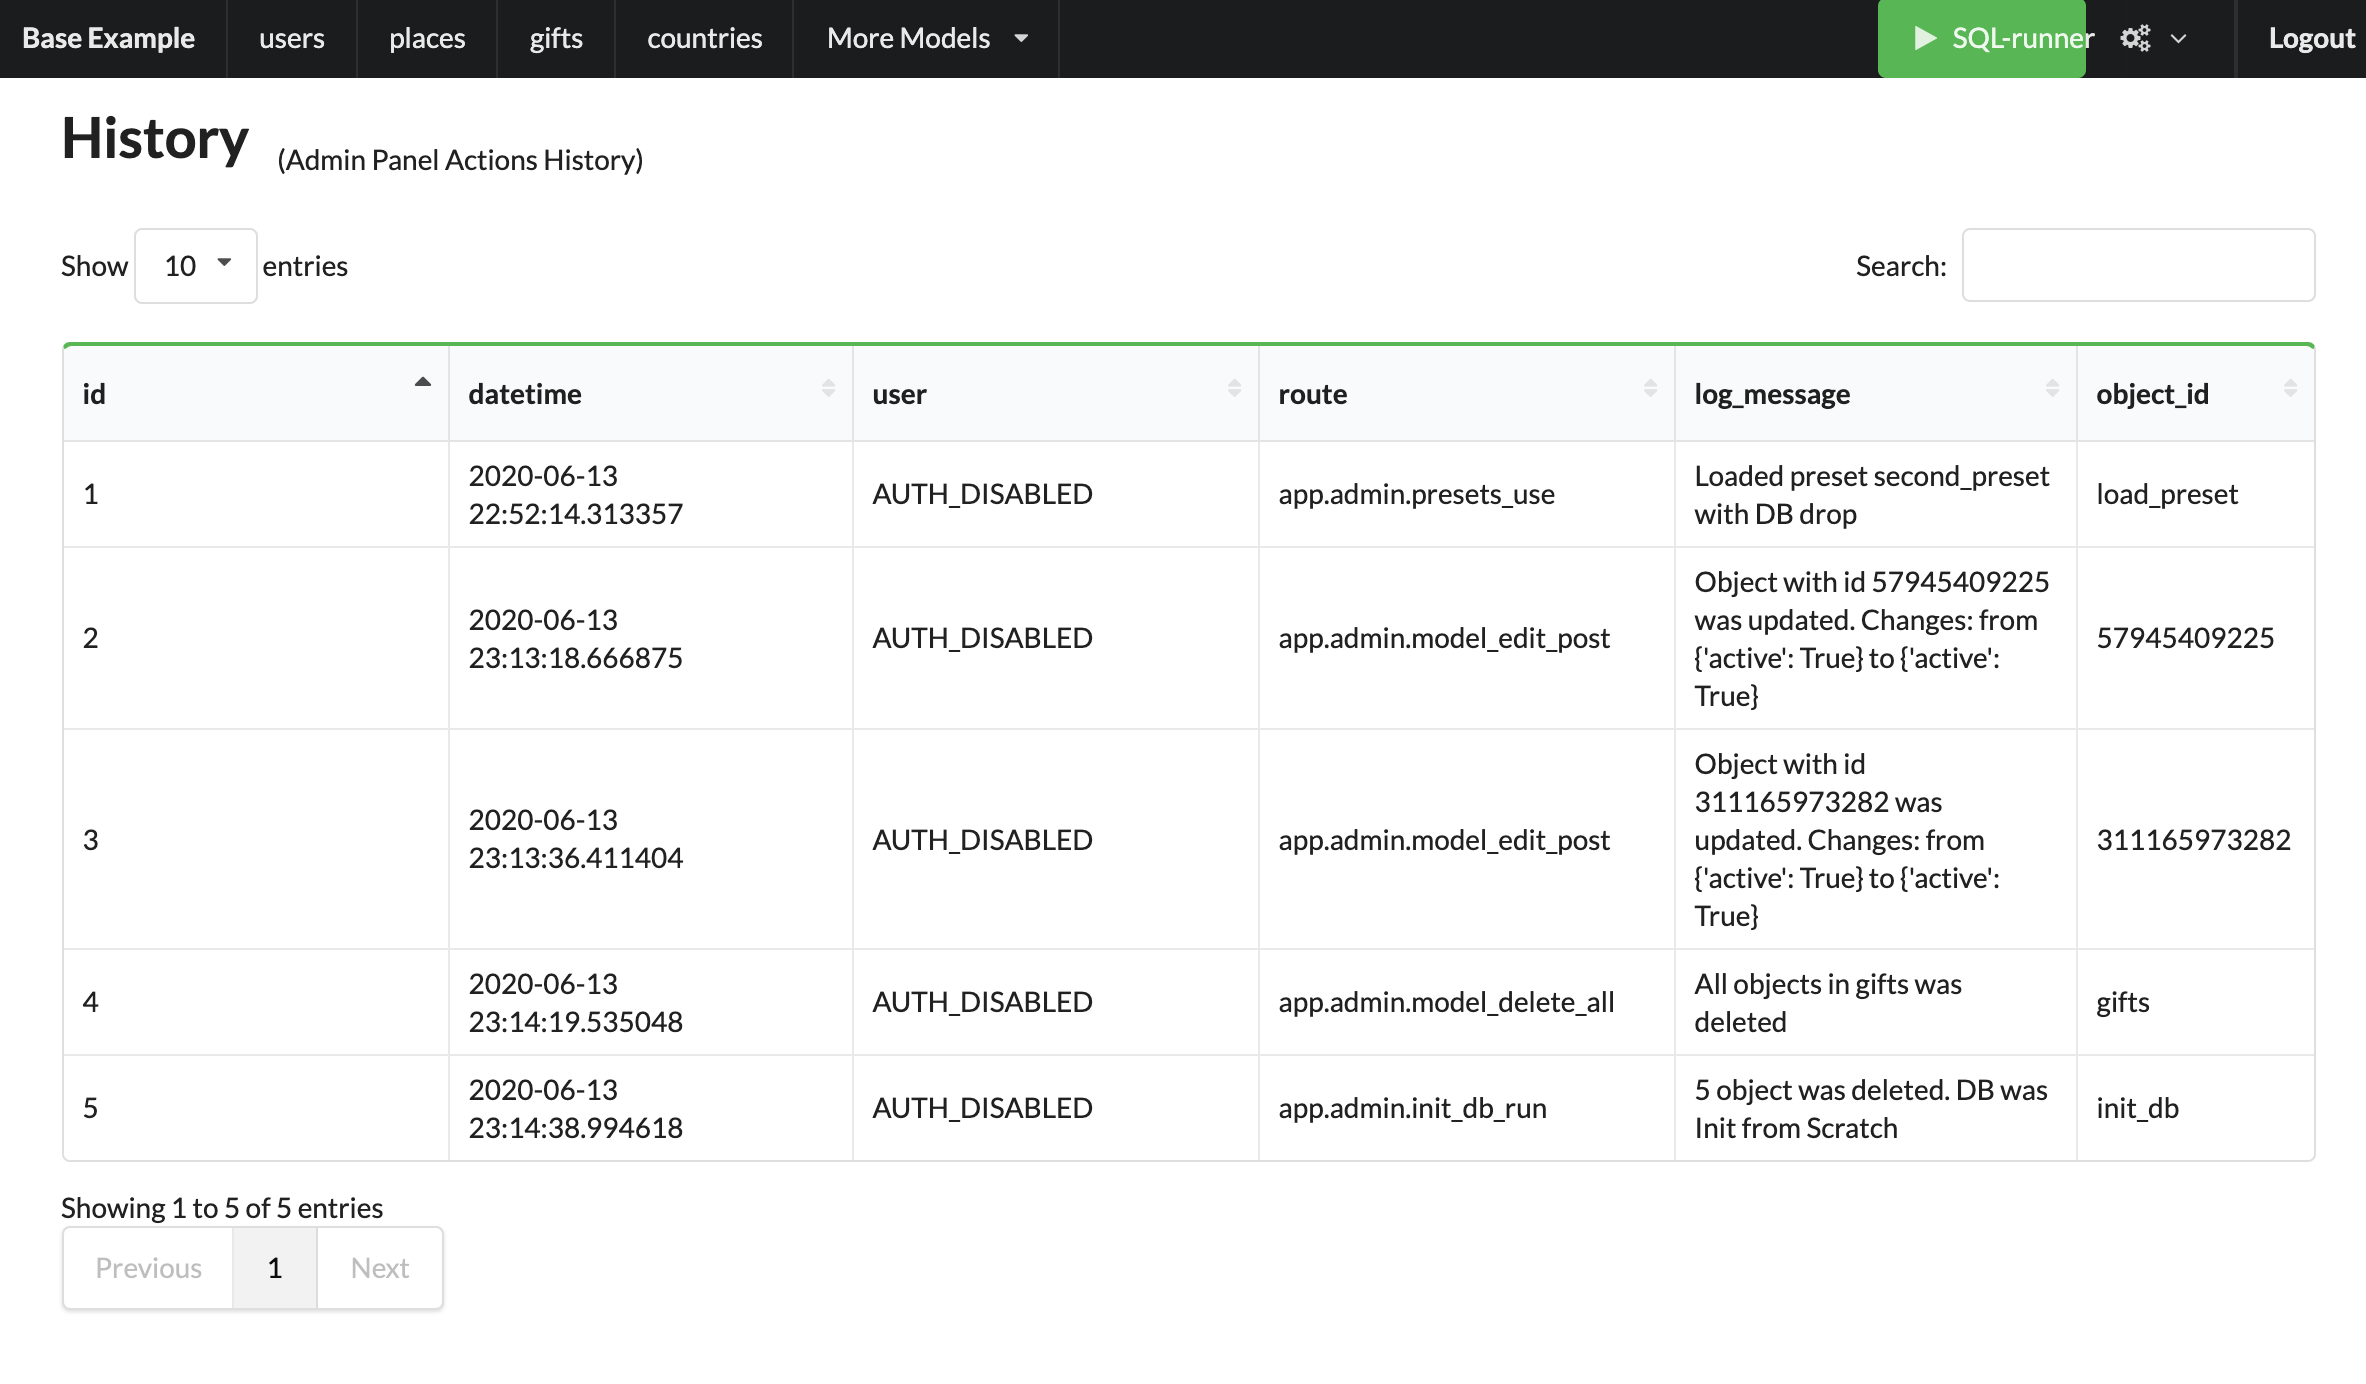 Base Example users places gifts countries More Models SQL-runner Logout
History (Admin Panel Actions History)
Show 10 entries Search:
id datetime user route log_message object_id
1 2020-06-13 22:52:14.313357 AUTH_DISABLED app.admin.presets_use Loaded preset second_preset with DB drop load_preset
2 2020-06-13 23:13:18.666875 AUTH_DISABLED app.admin.model_edit_post Object with id 57945409225 was updated. Changes: from {'active': True} to {'active': True} 57945409225
3 2020-06-13 23:13:36.411404 AUTH_DISABLED app.admin.model_edit_post Object with id 311165973282 was updated. Changes: from {'active': True} to {'active': True} 311165973282
4 2020-06-13 23:14:19.535048 AUTH_DISABLED app.admin.model_delete_all All objects in gifts was deleted gifts
5 2020-06-13 23:14:38.994618 AUTH_DISABLED app.admin.init_db_run 5 object was deleted. DB was Init from Scratch init_db
Showing 1 to 5 of 5 entries
Previous 1 Next